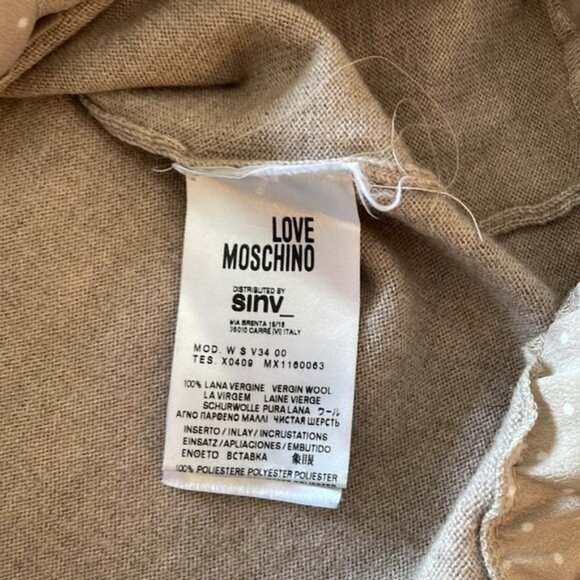 LOVE
MOSCHINO
DISTRIBUTED BY
sinv_
VIA BRENTA 16/18
36010 CARRÉ (VI) ITALY
MOD. W S V34 00
TES. X0409 MX1160063
100% LANA VERGINE VERGIN WOOL
LA VIRGEM LAINE VIERGE
SCHURWOLLE PURA LANA ウール
ΑΓΝΟ ΠΑΡΘΕΝΟ ΜΑΛΛΙ ЧИСТАЯ ШЕРСТЬ
INSERTO / INLAY / INCRUSTATIONS
EINSATZ / APLIACIONES / EMBUTIDO
ΕΝΘΕΤΟ ВСТАВКА 象眼
100% POLIESTERE POLYESTER POLIESTER